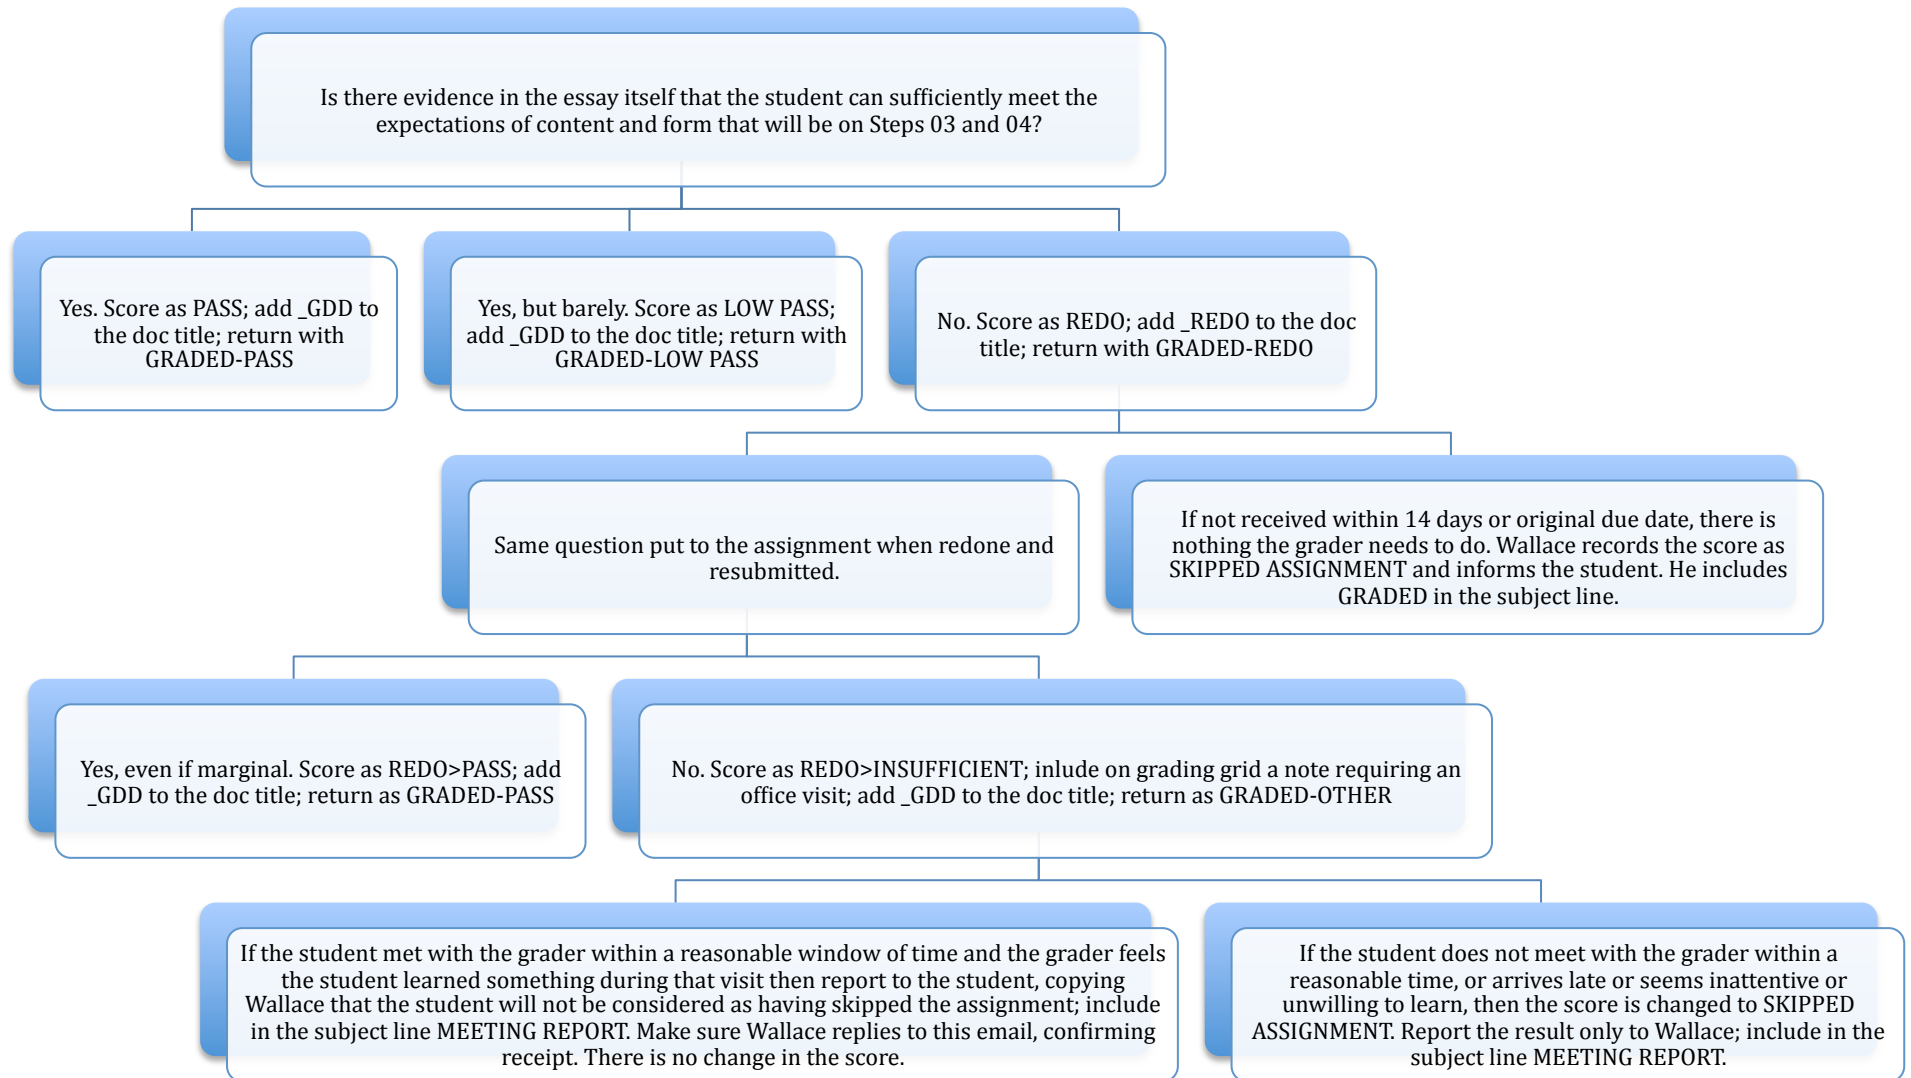 Is there evidence in the essay itself that the student can sufficiently meet the
expectations of content and form that will be on Steps 03 and 04?
Yes. Score as PASS; add _GDD to
the doc title; return with
GRADED-PASS
Yes, but barely. Score as LOW PASS;
add _GDD to the doc title; return with
GRADED-LOW PASS
No. Score as REDO; add _REDO to the doc
title; return with GRADED-REDO
Same question put to the assignment when redone and
resubmitted.
If not received within 14 days or original due date, there is
nothing the grader needs to do. Wallace records the score as
SKIPPED ASSIGNMENT and informs the student. He includes
GRADED in the subject line.
Yes, even if marginal. Score as REDO>PASS; add
_GDD to the doc title; return as GRADED-PASS
No. Score as REDO>INSUFFICIENT; inlude on grading grid a note requiring an
office visit; add _GDD to the doc title; return as GRADED-OTHER
If the student met with the grader within a reasonable window of time and the grader feels
the student learned something during that visit then report to the student, copying
Wallace that the student will not be considered as having skipped the assignment; include
in the subject line MEETING REPORT. Make sure Wallace replies to this email, confirming
receipt. There is no change in the score.
If the student does not meet with the grader within a
reasonable time, or arrives late or seems inattentive or
unwilling to learn, then the score is changed to SKIPPED
ASSIGNMENT. Report the result only to Wallace; include in the
subject line MEETING REPORT.